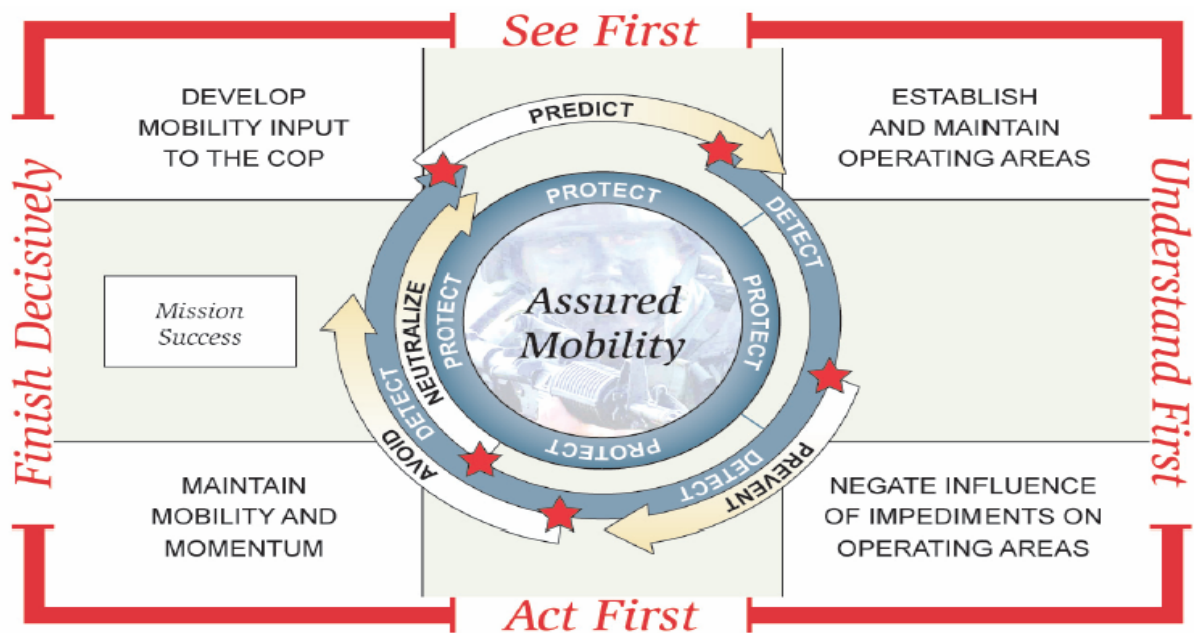 See First
DEVELOP
MOBILITY INPUT
TO THE COP
PREDICT
ESTABLISH
AND MAINTAIN
OPERATING AREAS
PROTECT
DETECT
Finish Decisively
Mission
Success
NEUTRALIZE
PROTECT
Assured
Mobility
PROTECT
Understand First
DETECT
AVOID
PROTECT
DETECT
PREVENT
MAINTAIN
MOBILITY AND
MOMENTUM
NEGATE INFLUENCE
OF IMPEDIMENTS ON
OPERATING AREAS
Act First